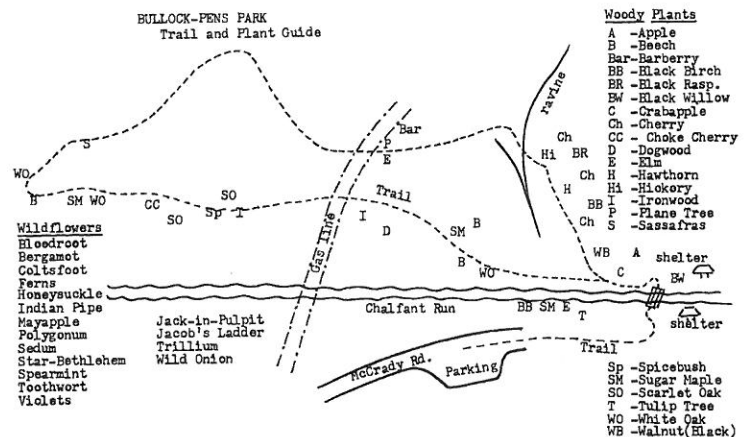 BULLOCK-PENS PARK
Trail and Plant Guide
Woody Plants
A -Apple
B -Beech
Bar-Barberry
BB -Black Birch
BR -Black Rasp.
BW -Black Willow
C -Crabapple
Ch -Cherry
CC -Choke Cherry
D -Dogwood
E -Elm
H -Hawthorn
Hi -Hickory
I -Ironwood
P -Plane Tree
S -Sassafras
ravine
Bar
P
E
Ch
Hi
BR
Ch
H
BB
Ch
S
WO
B
SM WO
CC
SO
SO
Sp
I
Trail
I
D
SM
B
B
WO
WB
A
C
shelter
BW
Gas line
Wildflowers
Bloodroot
Bergamot
Coltsfoot
Ferns
Honeysuckle
Indian Pipe
Mayapple
Polygonum
Sedum
Star-Bethlehem
Spearmint
Toothwort
Violets
Jack-in-Pulpit
Jacob's Ladder
Trillium
Wild Onion
Chalfant Run
BB SM E
T
shelter
Trail
McCrady Rd.
Parking
Sp -Spicebush
SM -Sugar Maple
SO -Scarlet Oak
T -Tulip Tree
WO -White Oak
WB -Walnut(Black)